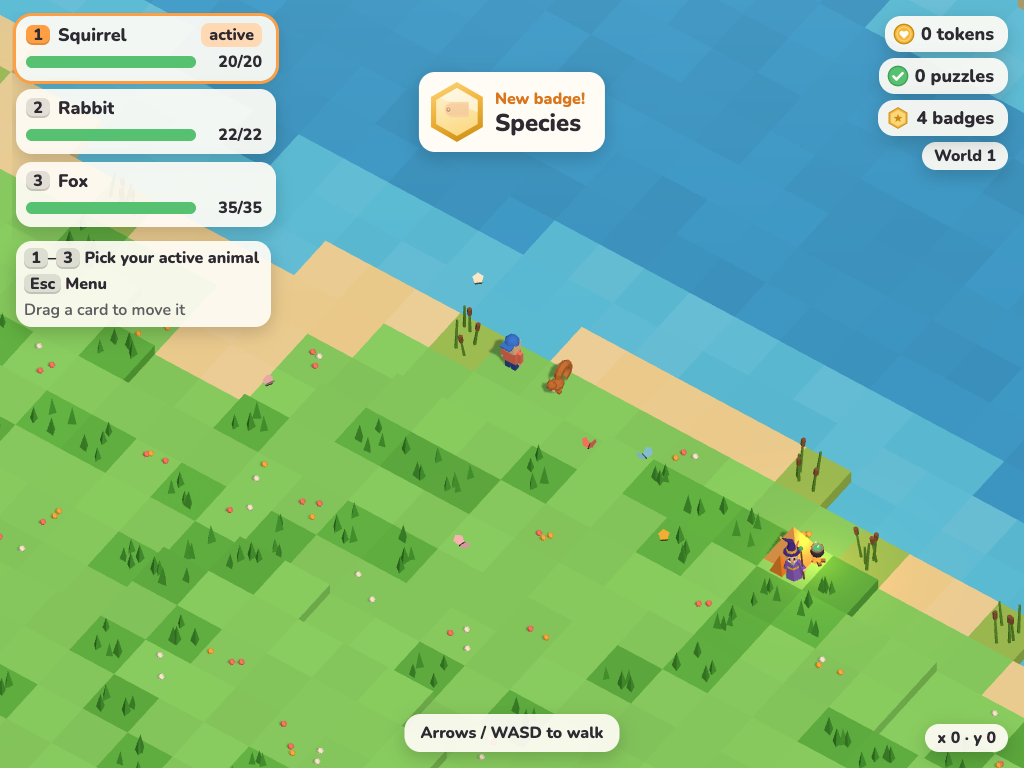 1 Squirrel active
20/20
2 Rabbit
22/22
3 Fox
35/35
1–3 Pick your active animal
Esc Menu
Drag a card to move it
New badge!
Species
0 tokens
0 puzzles
4 badges
World 1
Arrows / WASD to walk
x 0 · y 0